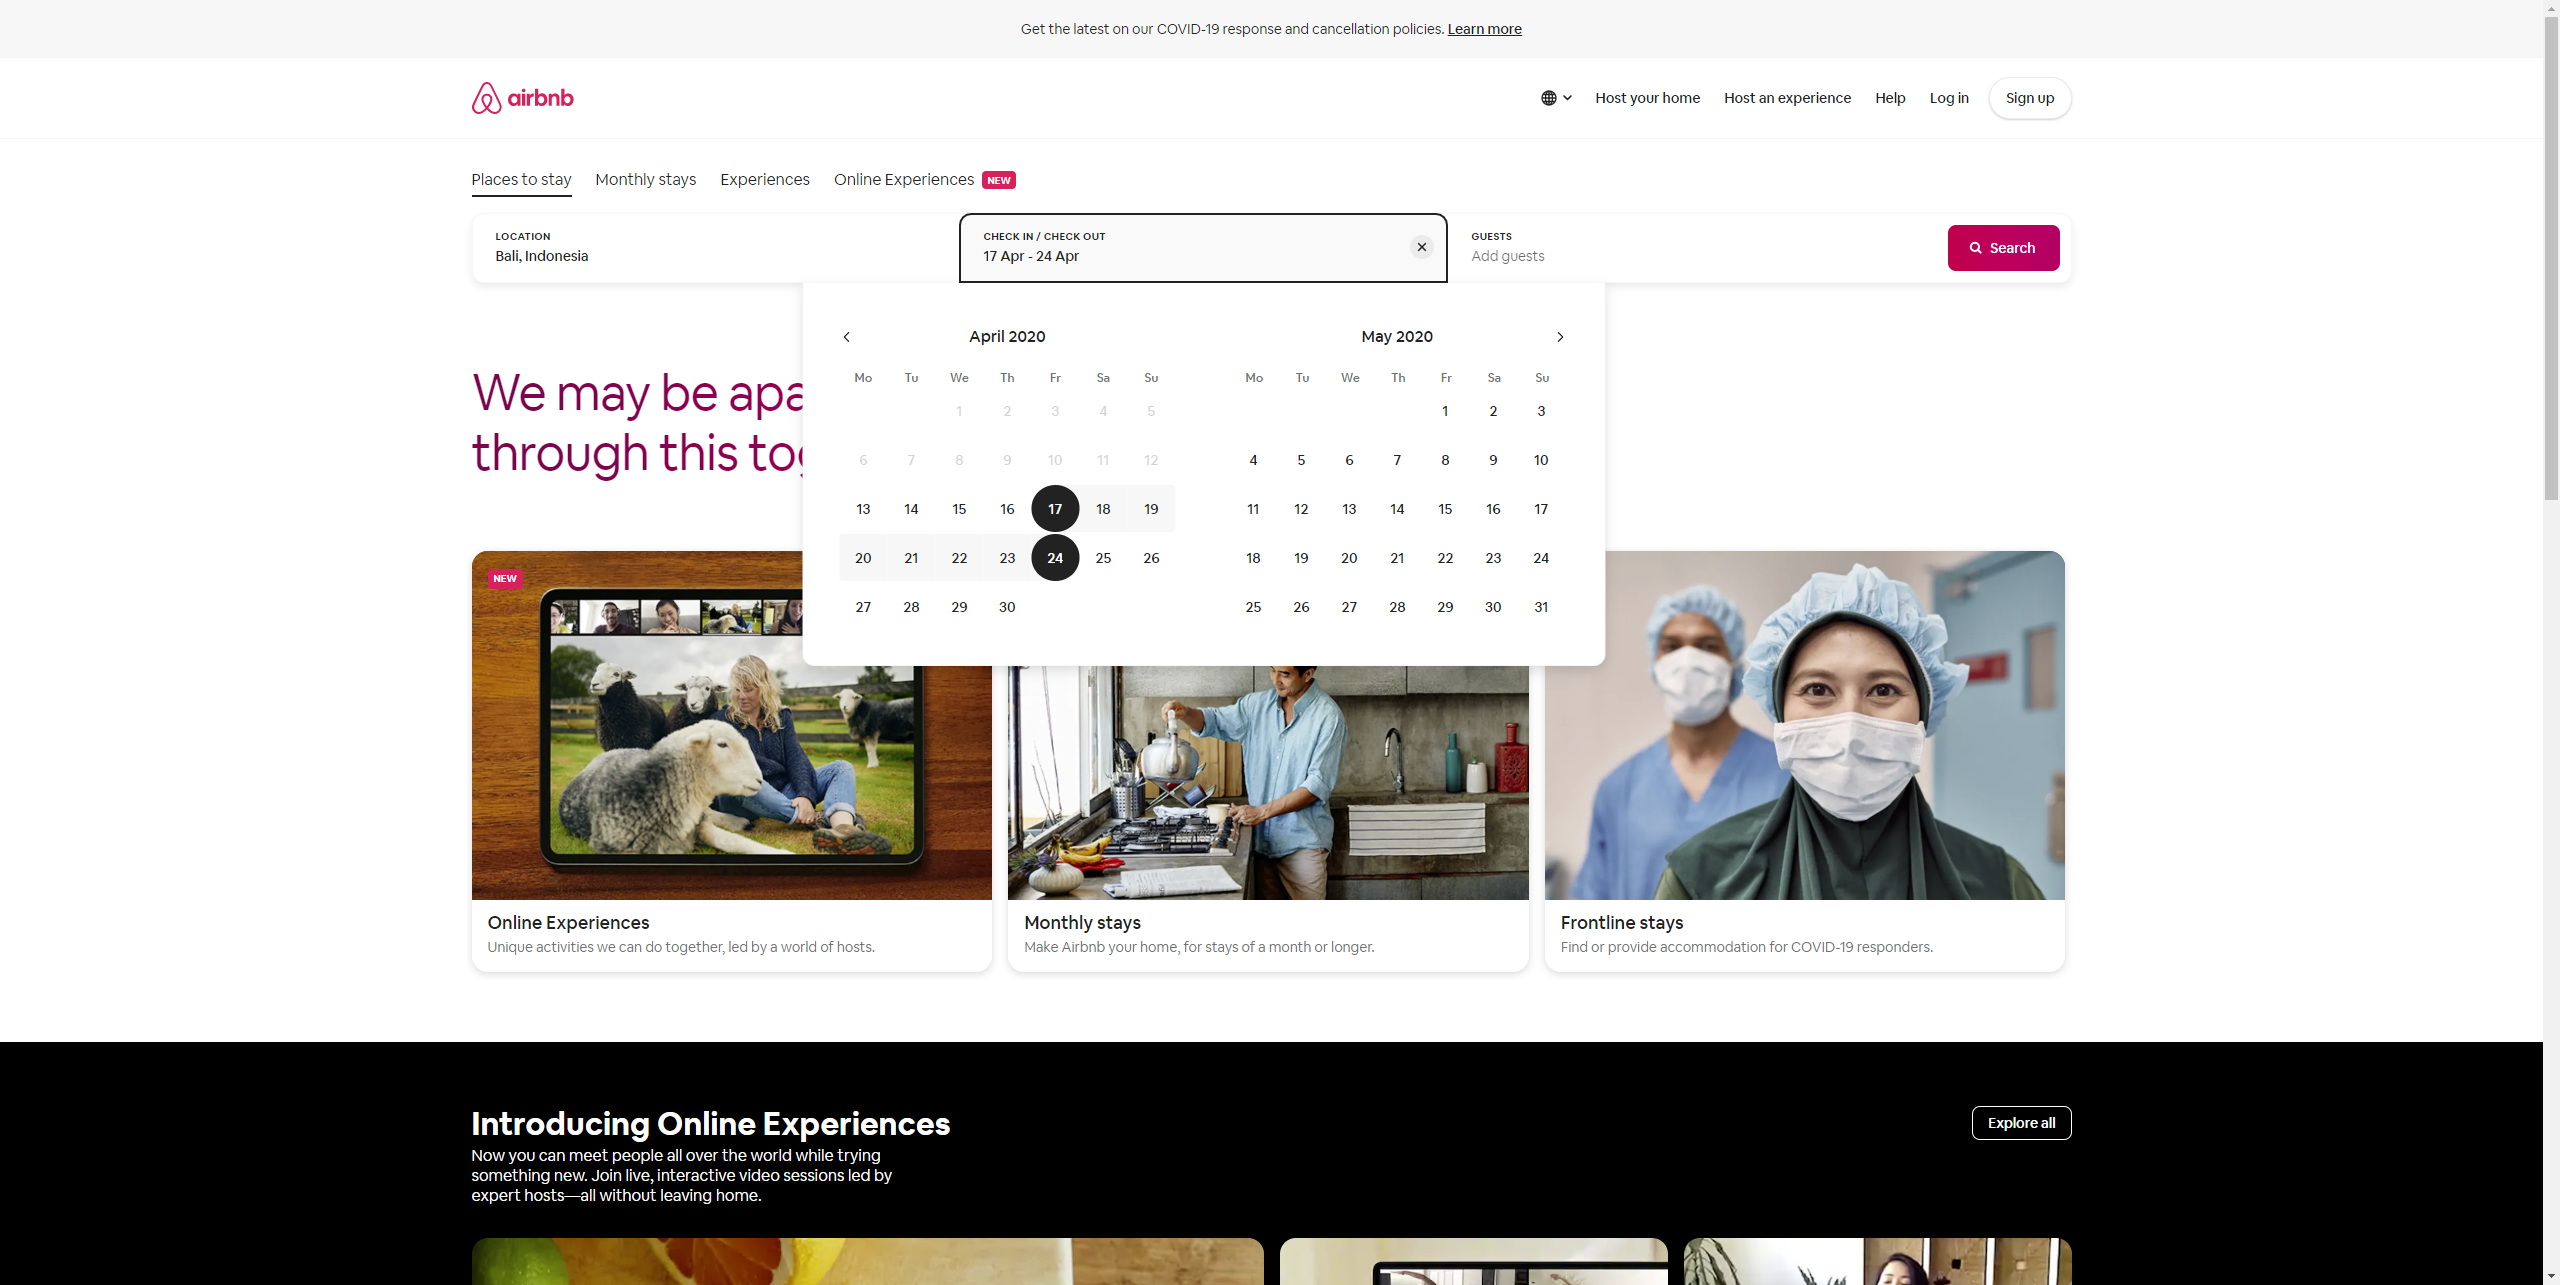 Get the latest on our COVID-19 response and cancellation policies. Learn more
airbnb
Host your home
Host an experience
Help
Log in
Sign up
Places to stay
Monthly stays
Experiences
Online Experiences
NEW
LOCATION
Bali, Indonesia
CHECK IN / CHECK OUT
17 Apr - 24 Apr
GUESTS
Add guests
Search
We may be apa
through this tog
April 2020
Mo Tu We Th Fr Sa Su
1 2 3 4 5
6 7 8 9 10 11 12
13 14 15 16 17 18 19
20 21 22 23 24 25 26
27 28 29 30
May 2020
Mo Tu We Th Fr Sa Su
1 2 3
4 5 6 7 8 9 10
11 12 13 14 15 16 17
18 19 20 21 22 23 24
25 26 27 28 29 30 31
NEW
Online Experiences
Unique activities we can do together, led by a world of hosts.
Monthly stays
Make Airbnb your home, for stays of a month or longer.
Frontline stays
Find or provide accommodation for COVID-19 responders.
Introducing Online Experiences
Now you can meet people all over the world while trying
something new. Join live, interactive video sessions led by
expert hosts—all without leaving home.
Explore all